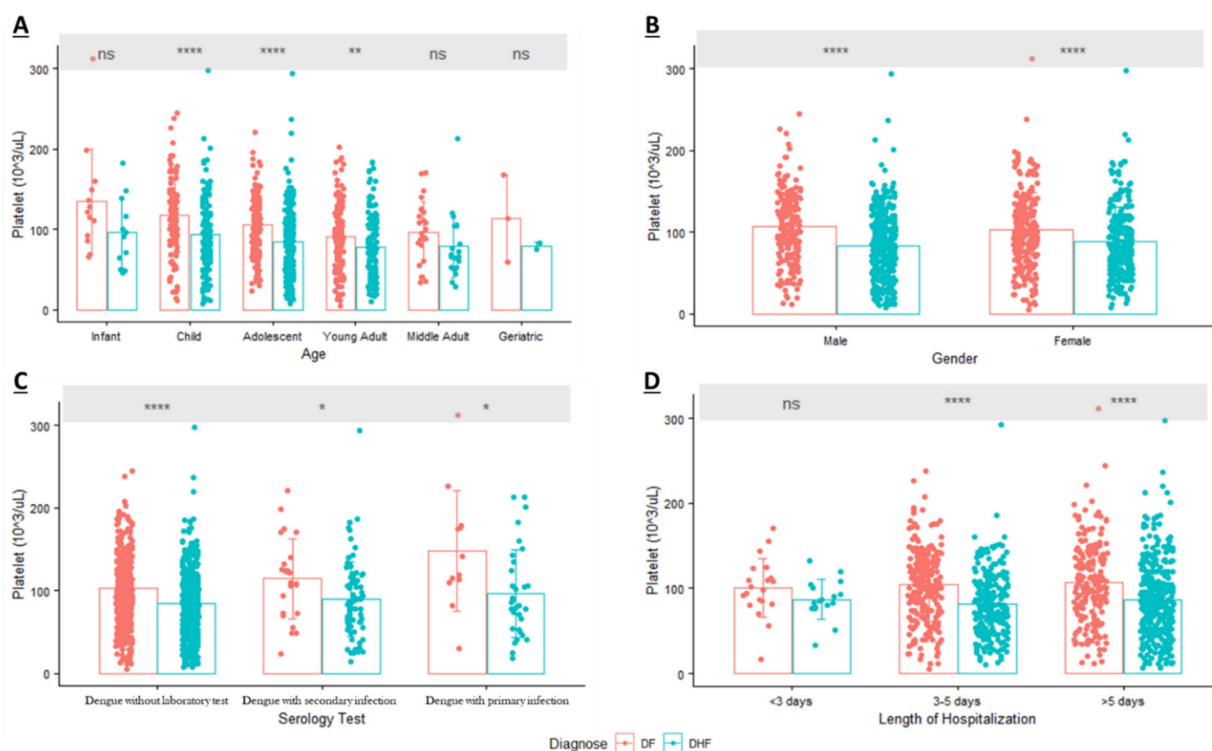 A
ns **** **** ** ns ns
Platelet (10^3/uL)
300
200
100
0
Infant Child Adolescent Young Adult Middle Adult Geriatric
Age
B
**** ****
Platelet (10^3/uL)
300
200
100
0
Male Female
Gender
C
**** * *
Platelet (10^3/uL)
300
200
100
0
Dengue without laboratory test Dengue with secondary infection Dengue with primary infection
Serology Test
D
ns **** ****
Platelet (10^3/uL)
300
200
100
0
<3 days 3-5 days >5 days
Length of Hospitalization
Diagnose DF DHF